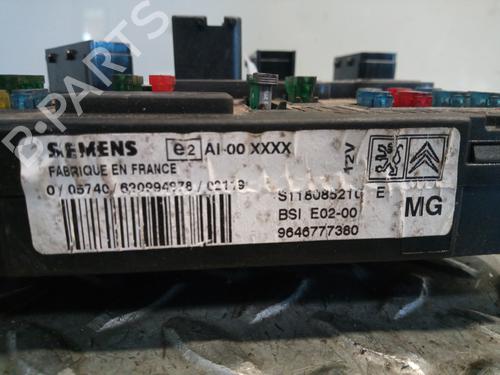 SIEMENS e2 AI-00 XXXX
FABRIQUE EN FRANCE
12V
S118085210 E
BSI E02-00
9646777380
MG
B-PARTS